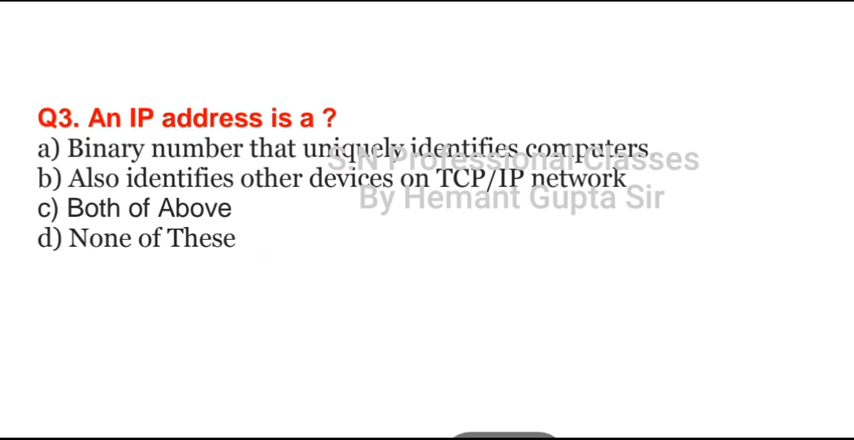 Q3. An IP address is a ?
a) Binary number that uniquely identifies computers
S.N Professional Classes
b) Also identifies other devices on TCP/IP network
By Hemant Gupta Sir
c) Both of Above
d) None of These